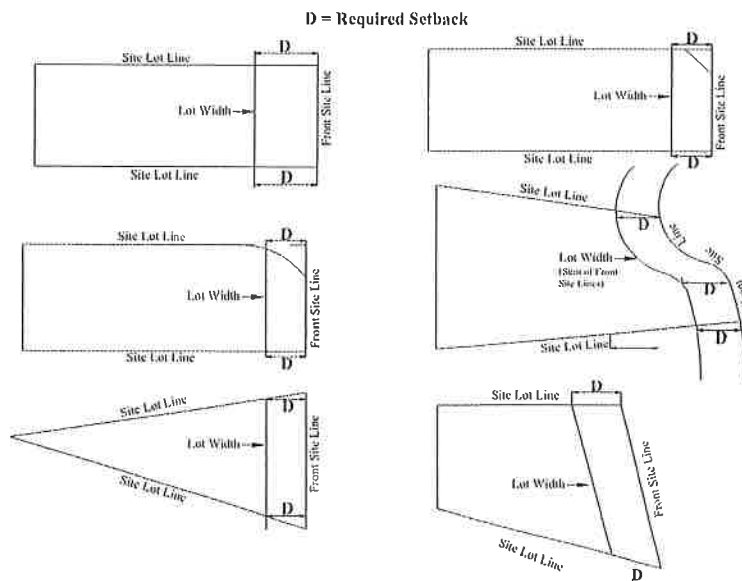 D = Required Setback
D
Site Lot Line
Lot Width
Front Site Line
Site Lot Line
D
D
Site Lot Line
Lot Width
Front Site Line
D
Site Lot Line
D
Site Lot Line
Lot Width
Front Site Line
D
Site Lot Line
Site Lot Line
D
Line
Site
Lot Width
(Sum of Front
Site Lines)
D
D
Site Lot Line
D
Site Lot Line
Lot Width
Front Site Line
Site Lot Line
D
D
Site Lot Line
Lot Width
Front Site Line
Site Lot Line
D